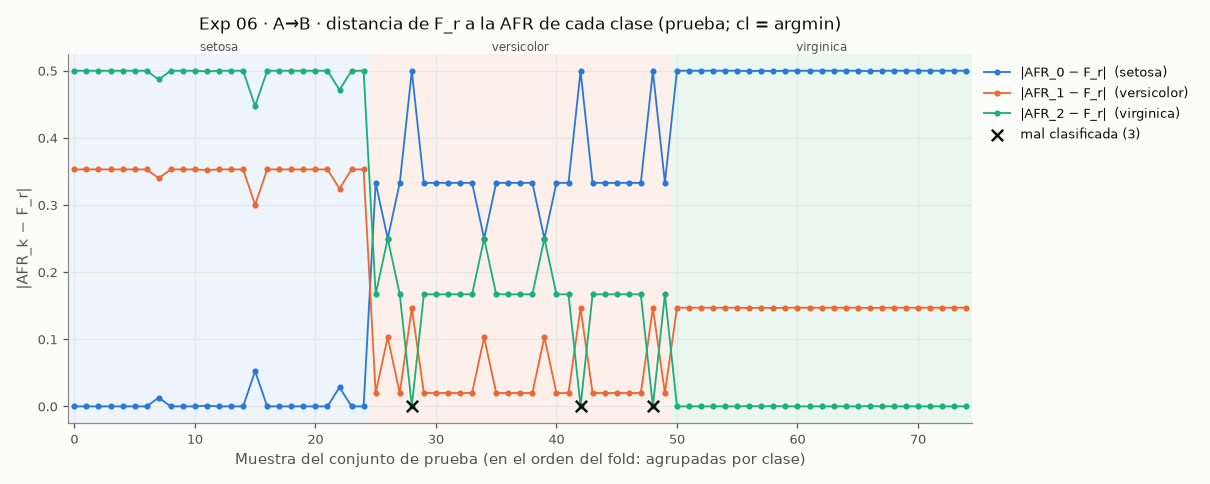 Exp 06 · A→B · distancia de F_r a la AFR de cada clase (prueba; cl = argmin)
setosa
versicolor
virginica
|AFR_0 − F_r| (setosa)
|AFR_1 − F_r| (versicolor)
|AFR_2 − F_r| (virginica)
mal clasificada (3)
|AFR_k − F_r|
0.5
0.4
0.3
0.2
0.1
0.0
0 10 20 30 40 50 60 70
Muestra del conjunto de prueba (en el orden del fold: agrupadas por clase)